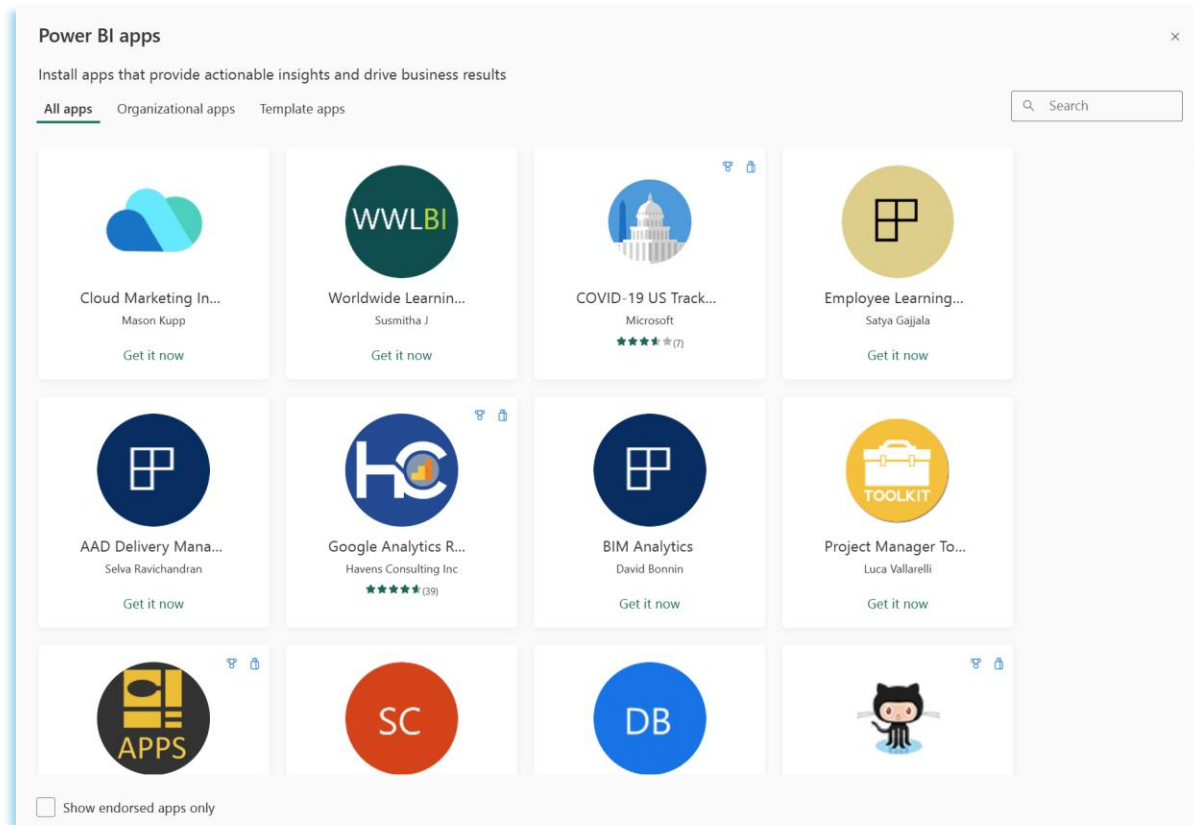 Power BI apps
Install apps that provide actionable insights and drive business results
All apps Organizational apps Template apps
Search
WWLBI
Cloud Marketing In... Worldwide Learnin... COVID-19 US Track... Employee Learning...
Mason Kupp Susmitha J Microsoft Satya Gajjala
(7)
Get it now Get it now Get it now
hc
TOOLKIT
AAD Delivery Mana... Google Analytics R... BIM Analytics Project Manager To...
Selva Ravichandran Havens Consulting Inc David Bonnin Luca Vallarelli
(39)
Get it now Get it now Get it now
APPS SC DB
Show endorsed apps only